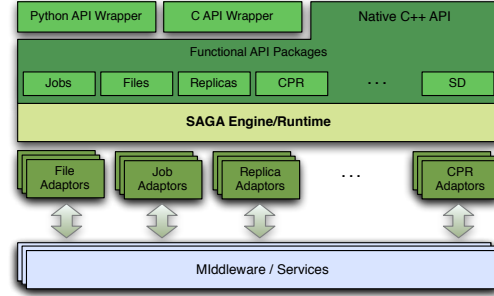 Python API Wrapper
C API Wrapper
Native C++ API
Functional API Packages
Jobs
Files
Replicas
CPR
. . .
SD
SAGA Engine/Runtime
File
Adaptors
Job
Adaptors
Replica
Adaptors
. . .
CPR
Adaptors
MIddleware / Services